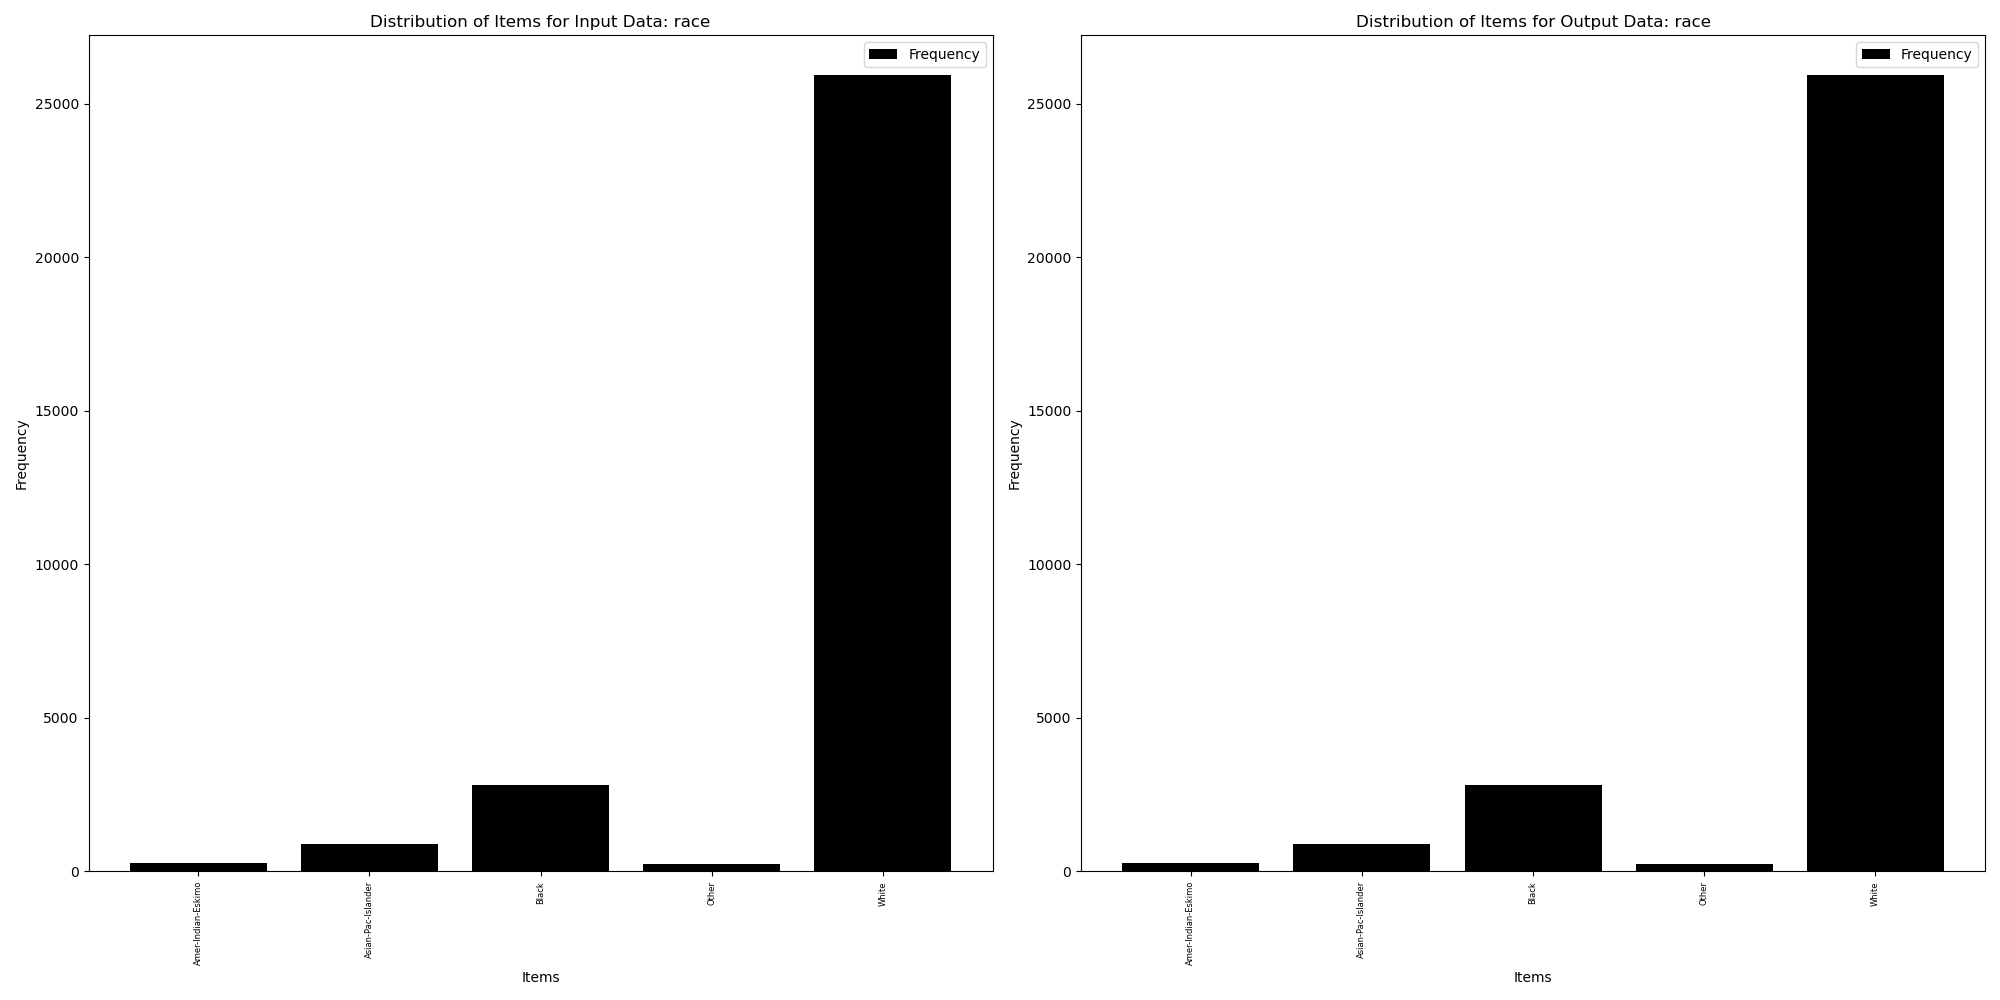 Distribution of Items for Input Data: race
Frequency
25000
20000
15000
10000
5000
0
Frequency
Amer-Indian-Eskimo
Asian-Pac-Islander
Black
Other
White
Items
Distribution of Items for Output Data: race
Frequency
25000
20000
15000
10000
5000
0
Frequency
Amer-Indian-Eskimo
Asian-Pac-Islander
Black
Other
White
Items